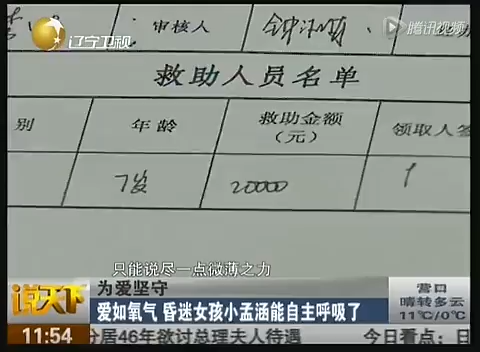 辽宁卫视
审核人
腾讯视频
救助人员名单
别
年龄
救助金额
(元)
领取人签
7岁
20000
只能说尽一点微薄之力
为爱坚守
说天下
爱如氧气 昏迷女孩小孟涵能自主呼吸了
营口
晴转多云
11℃/0℃
11:54
分居46年欲讨总理夫人待遇
今日看点:日